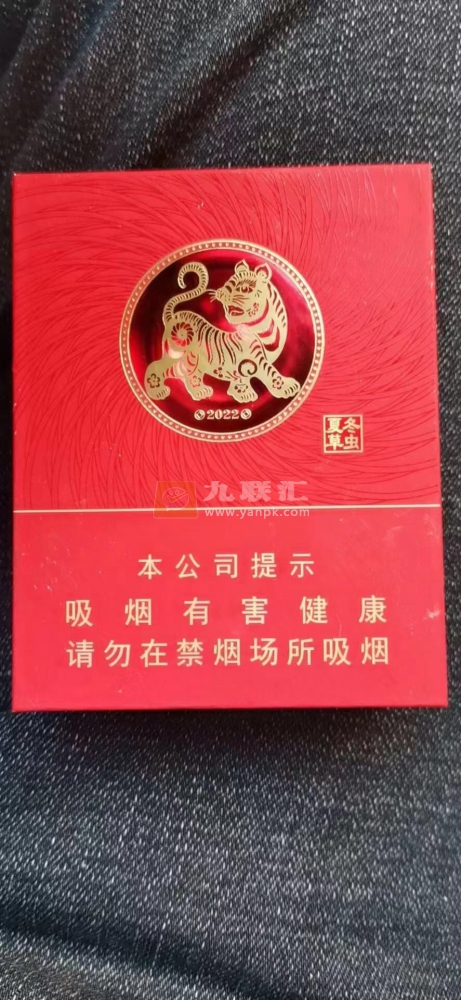 2022
冬虫
夏草
九联汇
www.yanpk.com
本公司提示
吸烟有害健康
请勿在禁烟场所吸烟